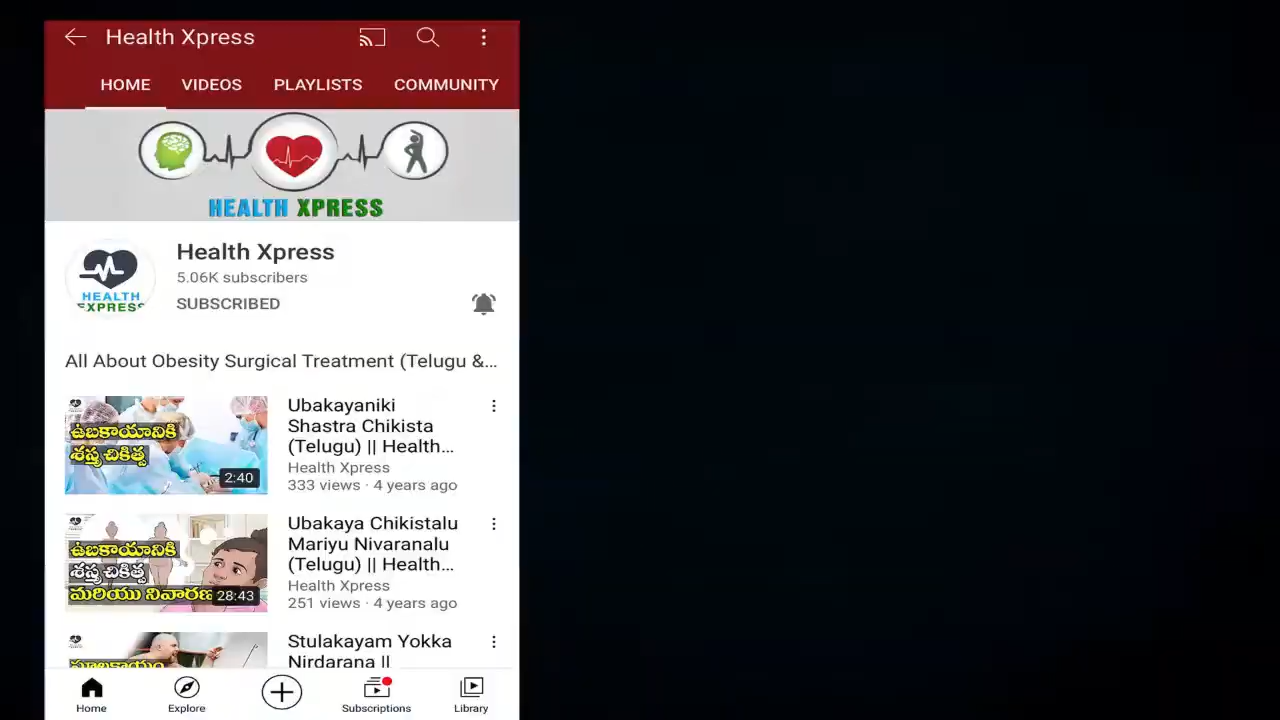 Health Xpress
HOME VIDEOS PLAYLISTS COMMUNITY
HEALTH XPRESS
HEALTH
EXPRESS
Health Xpress
5.06K subscribers
SUBSCRIBED
All About Obesity Surgical Treatment (Telugu &...
ఉబకాయానికి
శస్త్ర చికిత్స
2:40
Ubakayaniki
Shastra Chikista
(Telugu) || Health...
Health Xpress
333 views · 4 years ago
ఉబకాయానికి
శస్త్ర చికిత్స
మరియు నివారణ
28:43
Ubakaya Chikistalu
Mariyu Nivaranalu
(Telugu) || Health...
Health Xpress
251 views · 4 years ago
స్థూలకాయం
Stulakayam Yokka
Nirdarana ||
Home Explore Subscriptions Library